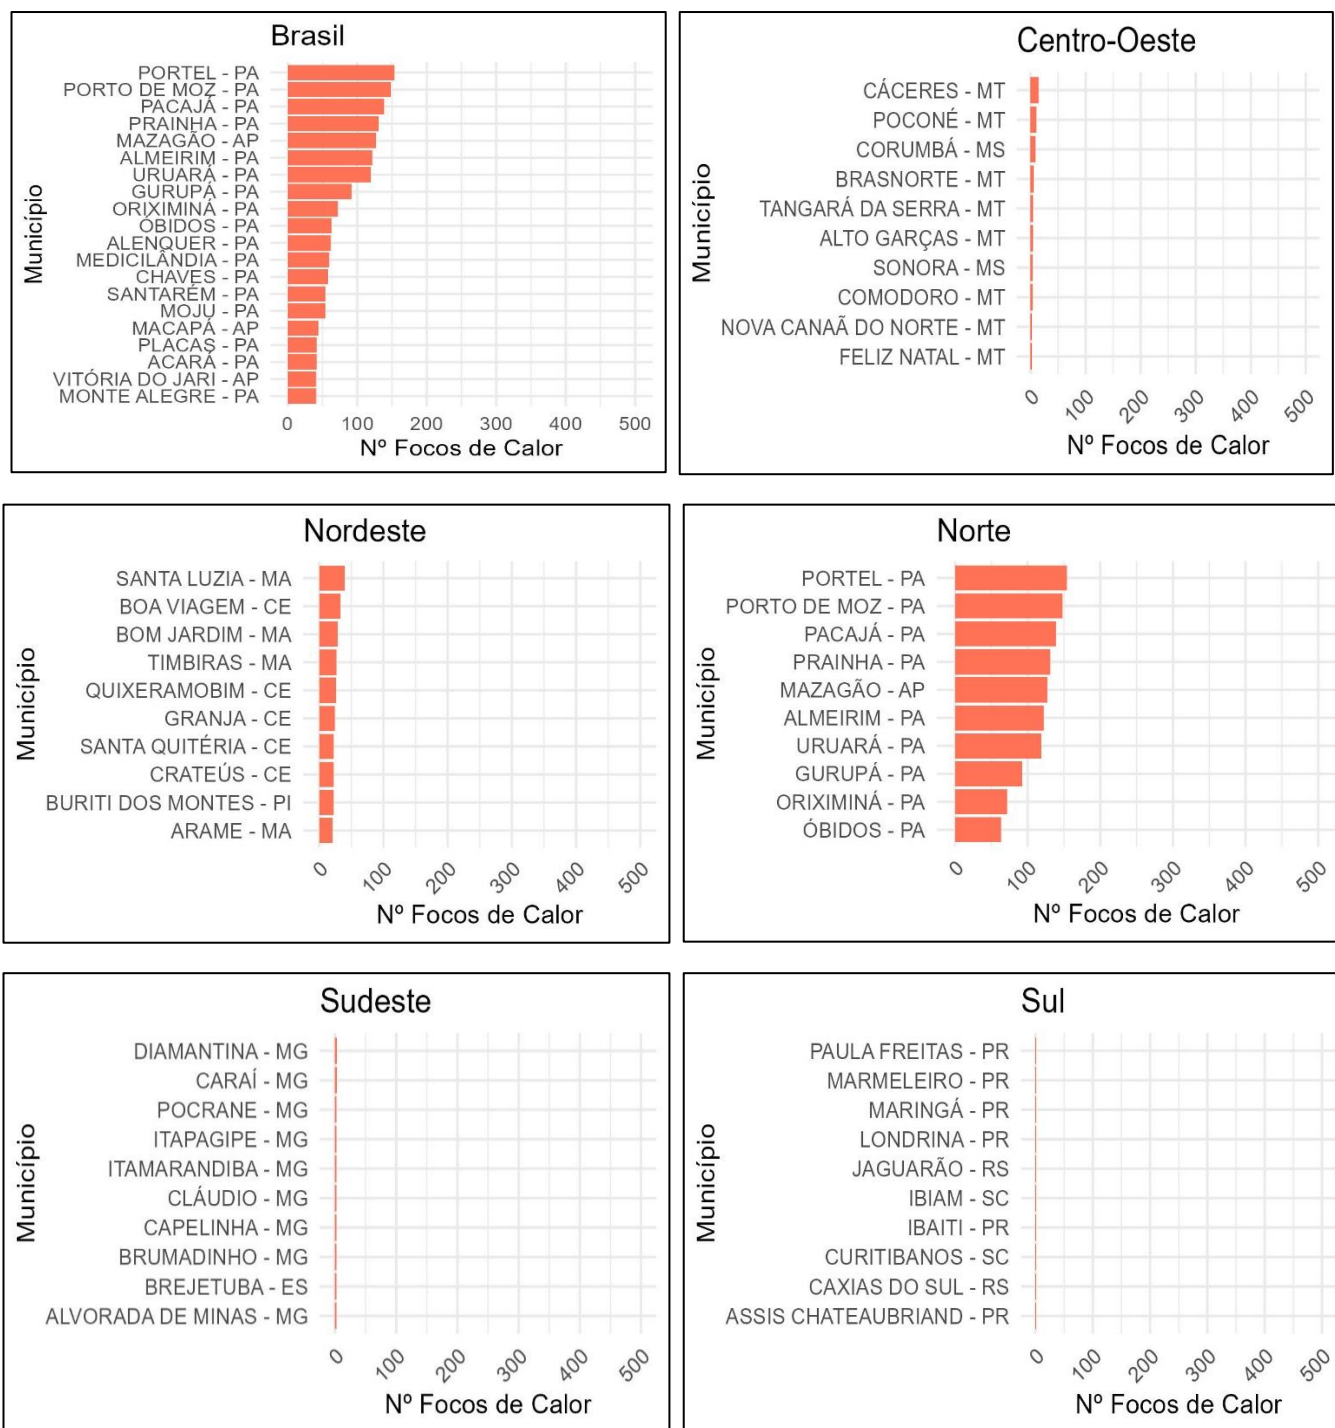 Brasil
Município
PORTEL - PA
PORTO DE MOZ - PA
PACAJÁ - PA
PRAINHA - PA
MAZAGÃO - AP
ALMEIRIM - PA
URUARÁ - PA
GURUPÁ - PA
ORIXIMINÁ - PA
ÓBIDOS - PA
ALENQUER - PA
MEDICILÂNDIA - PA
CHAVES - PA
SANTARÉM - PA
MOJU - PA
MACAPÁ - AP
PLACAS - PA
ACARÁ - PA
VITÓRIA DO JARI - AP
MONTE ALEGRE - PA
0 100 200 300 400 500
Nº Focos de Calor
Centro-Oeste
Município
CÁCERES - MT
POCONÉ - MT
CORUMBÁ - MS
BRASNORTE - MT
TANGARÁ DA SERRA - MT
ALTO GARÇAS - MT
SONORA - MS
COMODORO - MT
NOVA CANAÃ DO NORTE - MT
FELIZ NATAL - MT
0 100 200 300 400 500
Nº Focos de Calor
Nordeste
Município
SANTA LUZIA - MA
BOA VIAGEM - CE
BOM JARDIM - MA
TIMBIRAS - MA
QUIXERAMOBIM - CE
GRANJA - CE
SANTA QUITÉRIA - CE
CRATEÚS - CE
BURITI DOS MONTES - PI
ARAME - MA
0 100 200 300 400 500
Nº Focos de Calor
Norte
Município
PORTEL - PA
PORTO DE MOZ - PA
PACAJÁ - PA
PRAINHA - PA
MAZAGÃO - AP
ALMEIRIM - PA
URUARÁ - PA
GURUPÁ - PA
ORIXIMINÁ - PA
ÓBIDOS - PA
0 100 200 300 400 500
Nº Focos de Calor
Sudeste
Município
DIAMANTINA - MG
CARAÍ - MG
POCRANE - MG
ITAPAGIPE - MG
ITAMARANDIBA - MG
CLÁUDIO - MG
CAPELINHA - MG
BRUMADINHO - MG
BREJETUBA - ES
ALVORADA DE MINAS - MG
0 100 200 300 400 500
Nº Focos de Calor
Sul
Município
PAULA FREITAS - PR
MARMELEIRO - PR
MARINGÁ - PR
LONDRINA - PR
JAGUARÃO - RS
IBIAM - SC
IBAITI - PR
CURITIBANOS - SC
CAXIAS DO SUL - RS
ASSIS CHATEAUBRIAND - PR
0 100 200 300 400 500
Nº Focos de Calor